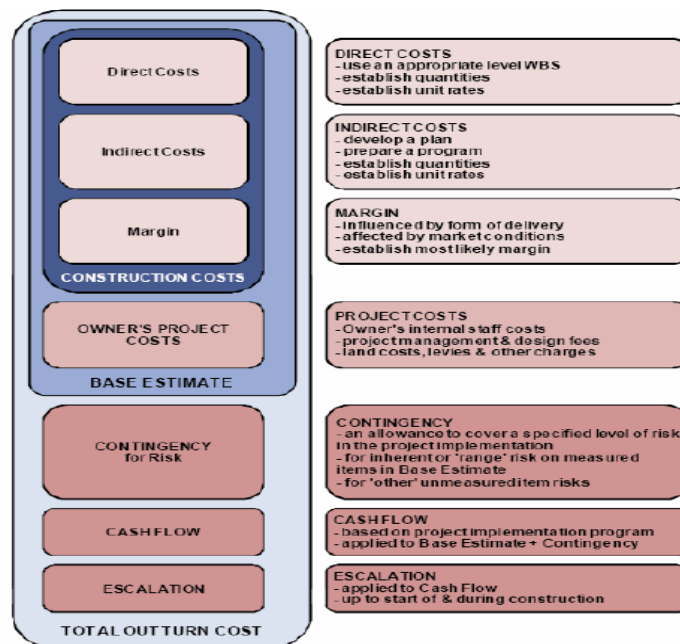 Direct Costs
DIRECT COSTS
- use an appropriate level WBS
- establish quantities
- establish unit rates
Indirect Costs
INDIRECT COSTS
- develop a plan
- prepare a program
- establish quantities
- establish unit rates
Margin
MARGIN
- influenced by form of delivery
- affected by market conditions
- establish most likely margin
CONSTRUCTION COSTS
OWNER'S PROJECT
COSTS
PROJECT COSTS
- Owner's internal staff costs
- project management & design fees
- land costs, levies & other charges
BASE ESTIMATE
CONTINGENCY
for Risk
CONTINGENCY
- an allowance to cover a specified level of risk
in the project implementation
- for inherent or 'range' risk on measured
items in Base Estimate
- for 'other' unmeasured item risks
CASH FLOW
CASH FLOW
- based on project implementation program
- applied to Base Estimate + Contingency
ESCALATION
ESCALATION
- applied to Cash Flow
- up to start of & during construction
TOTAL OUT TURN COST